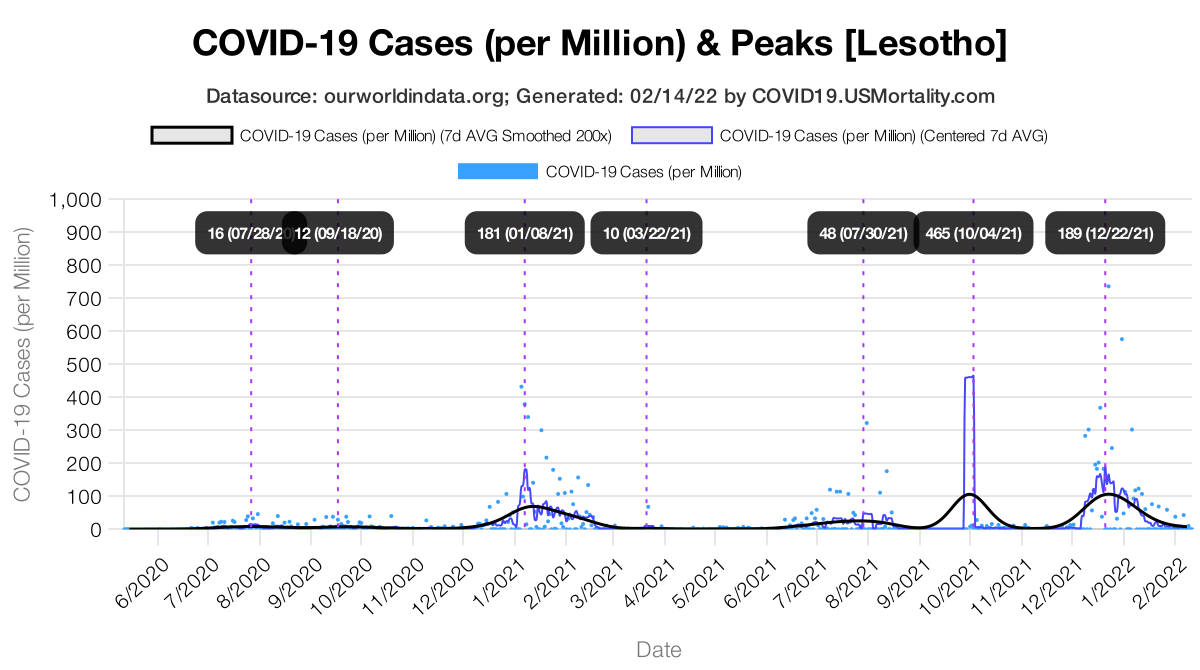 COVID-19 Cases (per Million) & Peaks [Lesotho]
Datasource: ourworldindata.org; Generated: 02/14/22 by COVID19.USMortality.com
COVID-19 Cases (per Million) (7d AVG Smoothed 200x) COVID-19 Cases (per Million) (Centered 7d AVG)
COVID-19 Cases (per Million)
COVID-19 Cases (per Million)
1,000
900
800
700
600
500
400
300
200
100
0
16 (07/28/20) 12 (09/18/20) 181 (01/08/21) 10 (03/22/21) 48 (07/30/21) 465 (10/04/21) 189 (12/22/21)
6/2020 7/2020 8/2020 9/2020 10/2020 11/2020 12/2020 1/2021 2/2021 3/2021 4/2021 5/2021 6/2021 7/2021 8/2021 9/2021 10/2021 11/2021 12/2021 1/2022 2/2022
Date